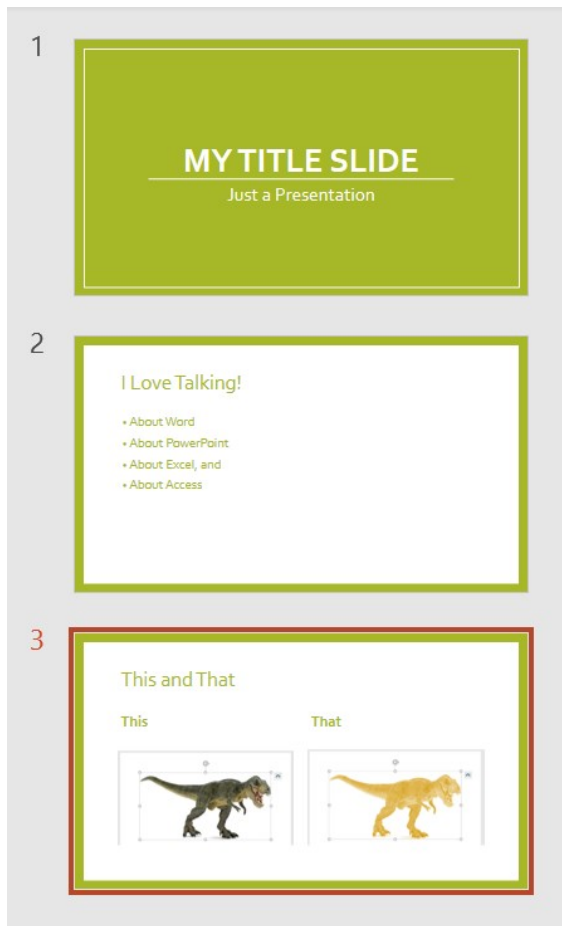 1
MY TITLE SLIDE
Just a Presentation
2
I Love Talking!
• About Word
• About PowerPoint
• About Excel, and
• About Access
3
This and That
This That